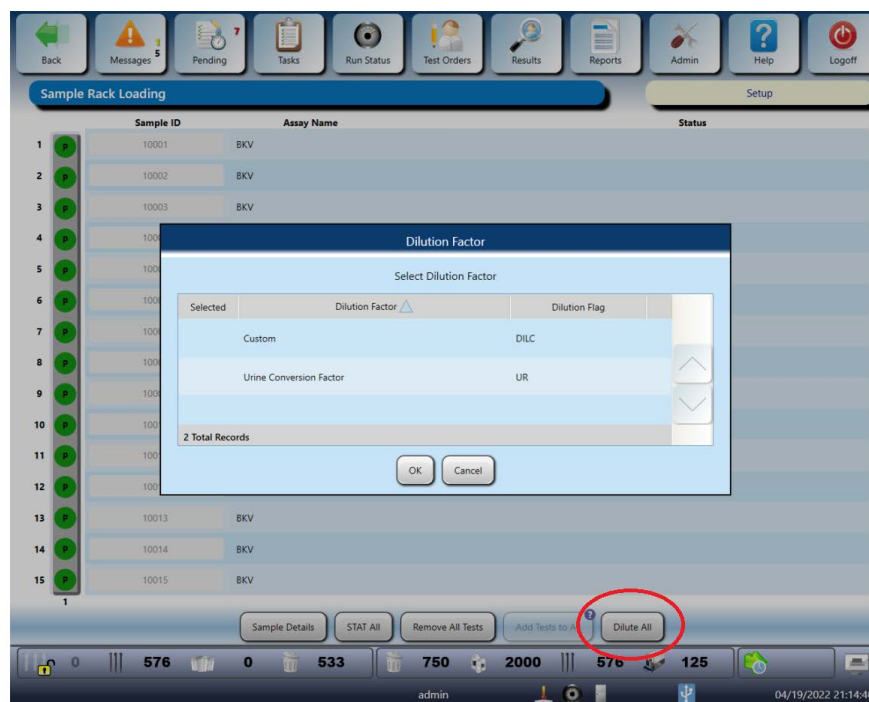 Back
Messages
5
Pending
7
Tasks
Run Status
Test Orders
Results
Reports
Admin
Help
Logoff
Sample Rack Loading
Setup
Sample ID Assay Name Status
1 P 10001 BKV
2 P 10002 BKV
3 P 10003 BKV
4 P
5 P
6 P
7 P
8 P
9 P
10 P
11 P
12 P
13 P 10013 BKV
14 P 10014 BKV
15 P 10015 BKV
1
Dilution Factor
Select Dilution Factor
Selected Dilution Factor Dilution Flag
Custom DILC
Urine Conversion Factor UR
2 Total Records
OK Cancel
Sample Details STAT All Remove All Tests Add Tests to ? Dilute All
0 576 0 533 750 2000 576 125
admin 04/19/2022 21:14:4